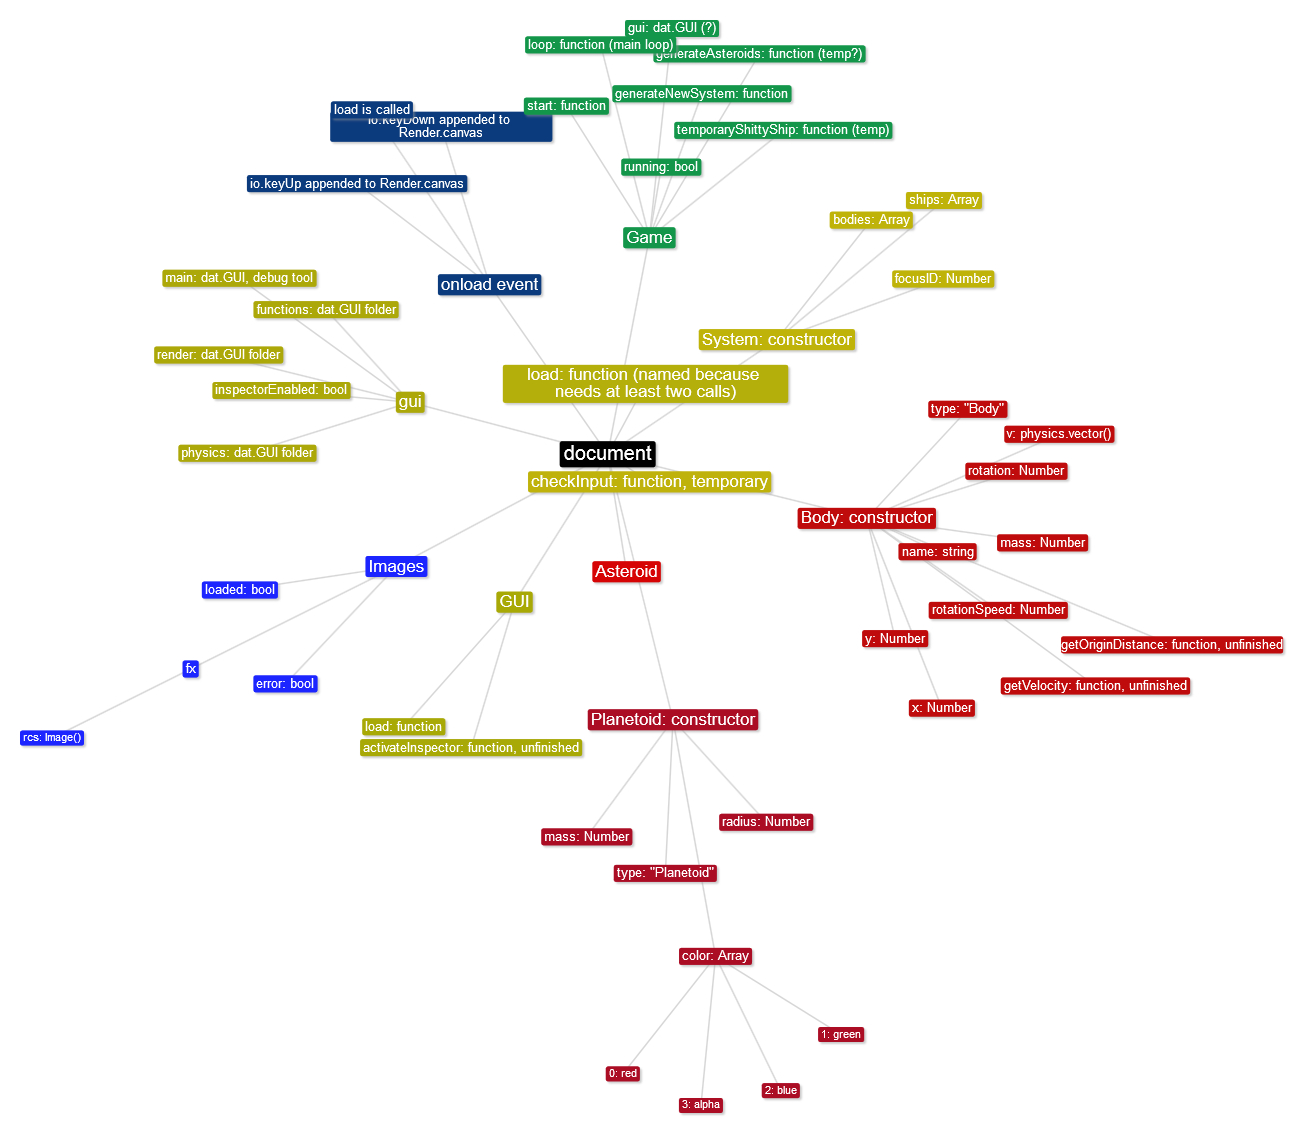 gui: dat.GUI (?)
loop: function (main loop)
generateAsteroids: function (temp?)
generateNewSystem: function
start: function
load is called
io.keyDown appended to
Render.canvas
temporaryShittyShip: function (temp)
running: bool
io.keyUp appended to Render.canvas
ships: Array
bodies: Array
Game
main: dat.GUI, debug tool
onload event
focusID: Number
functions: dat.GUI folder
System: constructor
render: dat.GUI folder
inspectorEnabled: bool
load: function (named because
needs at least two calls)
gui
type: "Body"
v: physics.vector()
physics: dat.GUI folder
document
rotation: Number
checkInput: function, temporary
Body: constructor
mass: Number
name: string
Images
Asteroid
loaded: bool
GUI
rotationSpeed: Number
y: Number
getOriginDistance: function, unfinished
fx
error: bool
getVelocity: function, unfinished
x: Number
Planetoid: constructor
load: function
rcs: Image()
activateInspector: function, unfinished
radius: Number
mass: Number
type: "Planetoid"
color: Array
1: green
0: red
2: blue
3: alpha